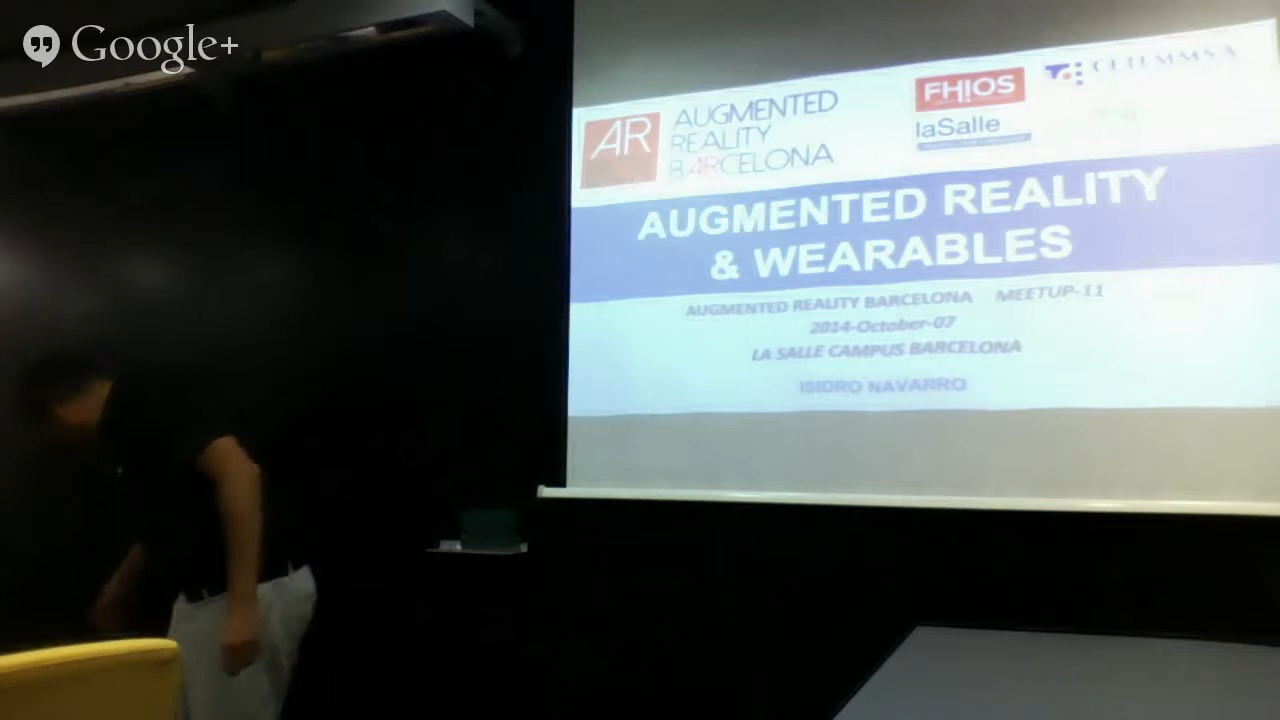 Google+
AR
AUGMENTED
REALITY
BARCELONA
FHIOS
laSalle
AUGMENTED REALITY
& WEARABLES
AUGMENTED REALITY BARCELONA MEETUP-11
2014-October-07
LA SALLE CAMPUS BARCELONA
ISIDRO NAVARRO